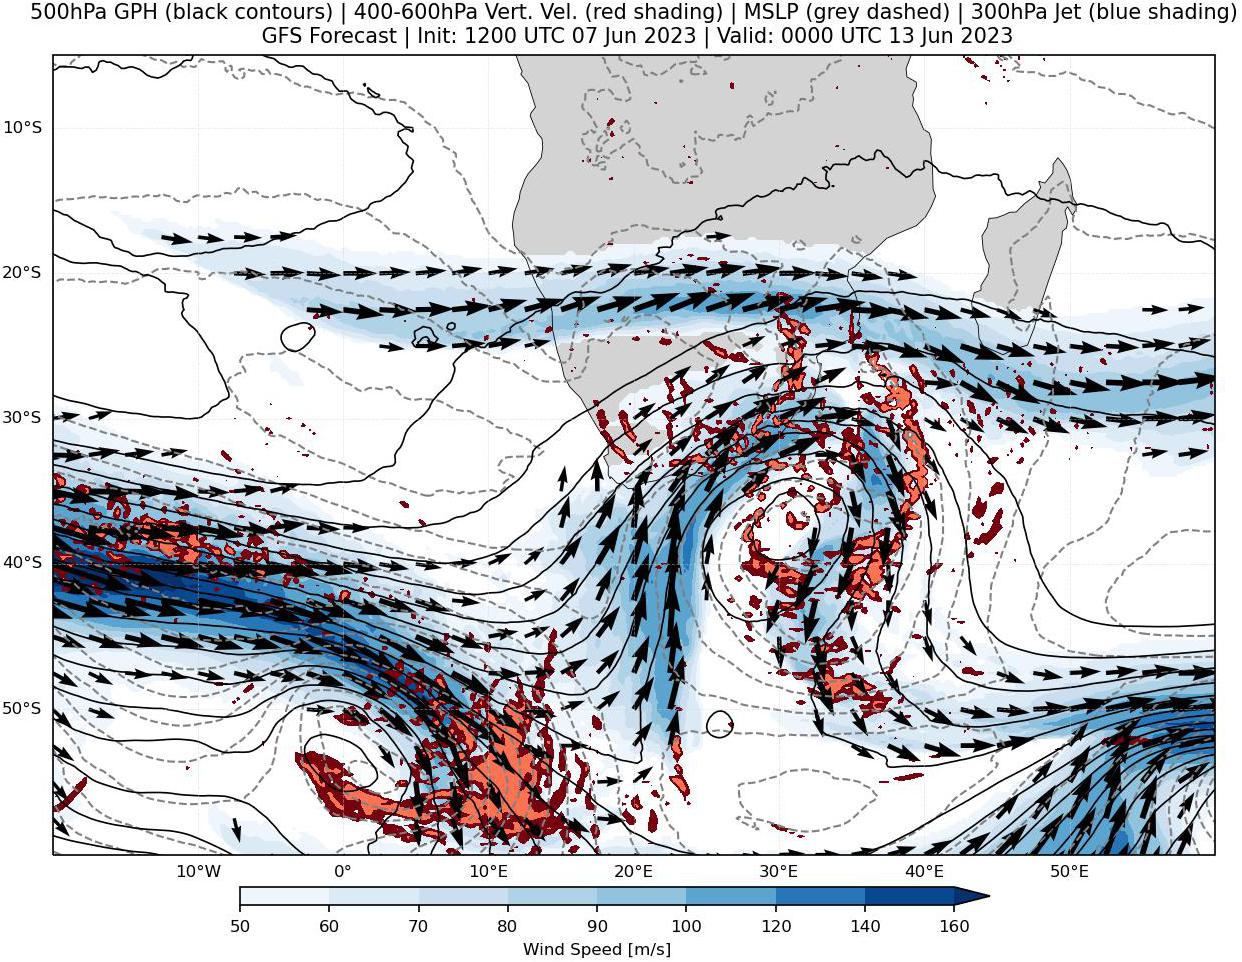 500hPa GPH (black contours) | 400-600hPa Vert. Vel. (red shading) | MSLP (grey dashed) | 300hPa Jet (blue shading)
GFS Forecast | Init: 1200 UTC 07 Jun 2023 | Valid: 0000 UTC 13 Jun 2023
10°S
20°S
30°S
40°S
50°S
10°W 0° 10°E 20°E 30°E 40°E 50°E
50 60 70 80 90 100 120 140 160
Wind Speed [m/s]